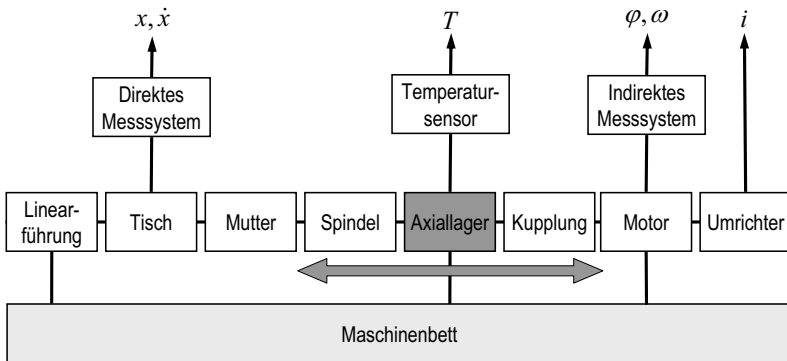 x, ẋ
T
φ, ω
i
Direktes
Messsystem
Temperatur-
sensor
Indirektes
Messsystem
Linear-
führung
Tisch
Mutter
Spindel
Axiallager
Kupplung
Motor
Umrichter
Maschinenbett